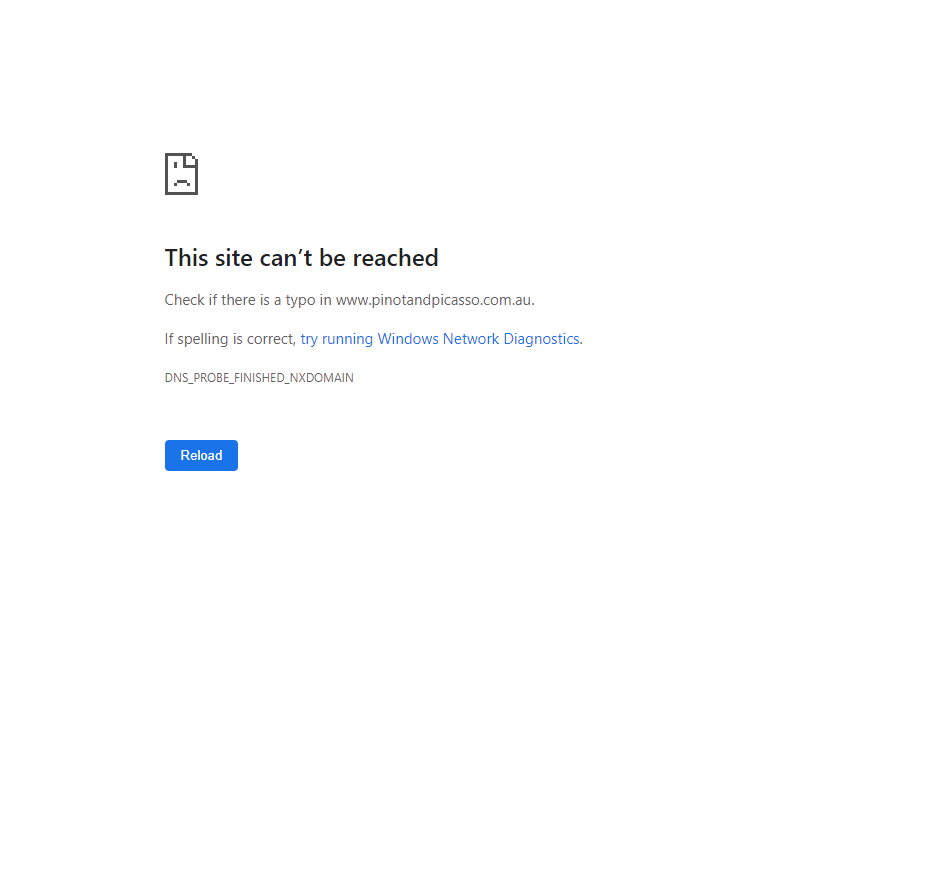 This site can’t be reached
Check if there is a typo in www.pinotandpicasso.com.au.
If spelling is correct, try running Windows Network Diagnostics.
DNS_PROBE_FINISHED_NXDOMAIN
Reload